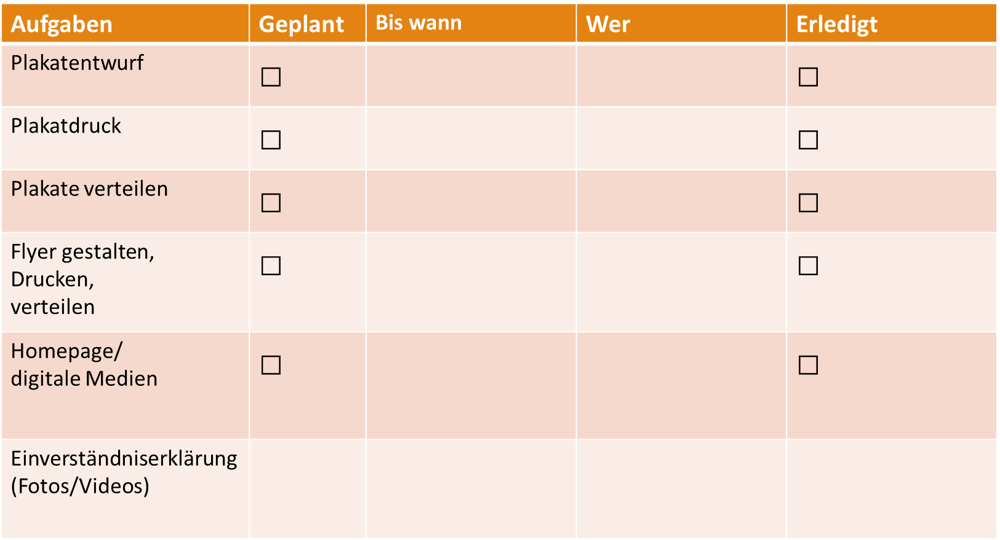 Aufgaben Geplant Bis wann Wer Erledigt
Plakatentwurf ☐ ☐
Plakatdruck ☐ ☐
Plakate verteilen ☐ ☐
Flyer gestalten, ☐ ☐
Drucken,
verteilen
Homepage/ ☐ ☐
digitale Medien
Einverständniserklärung
(Fotos/Videos)